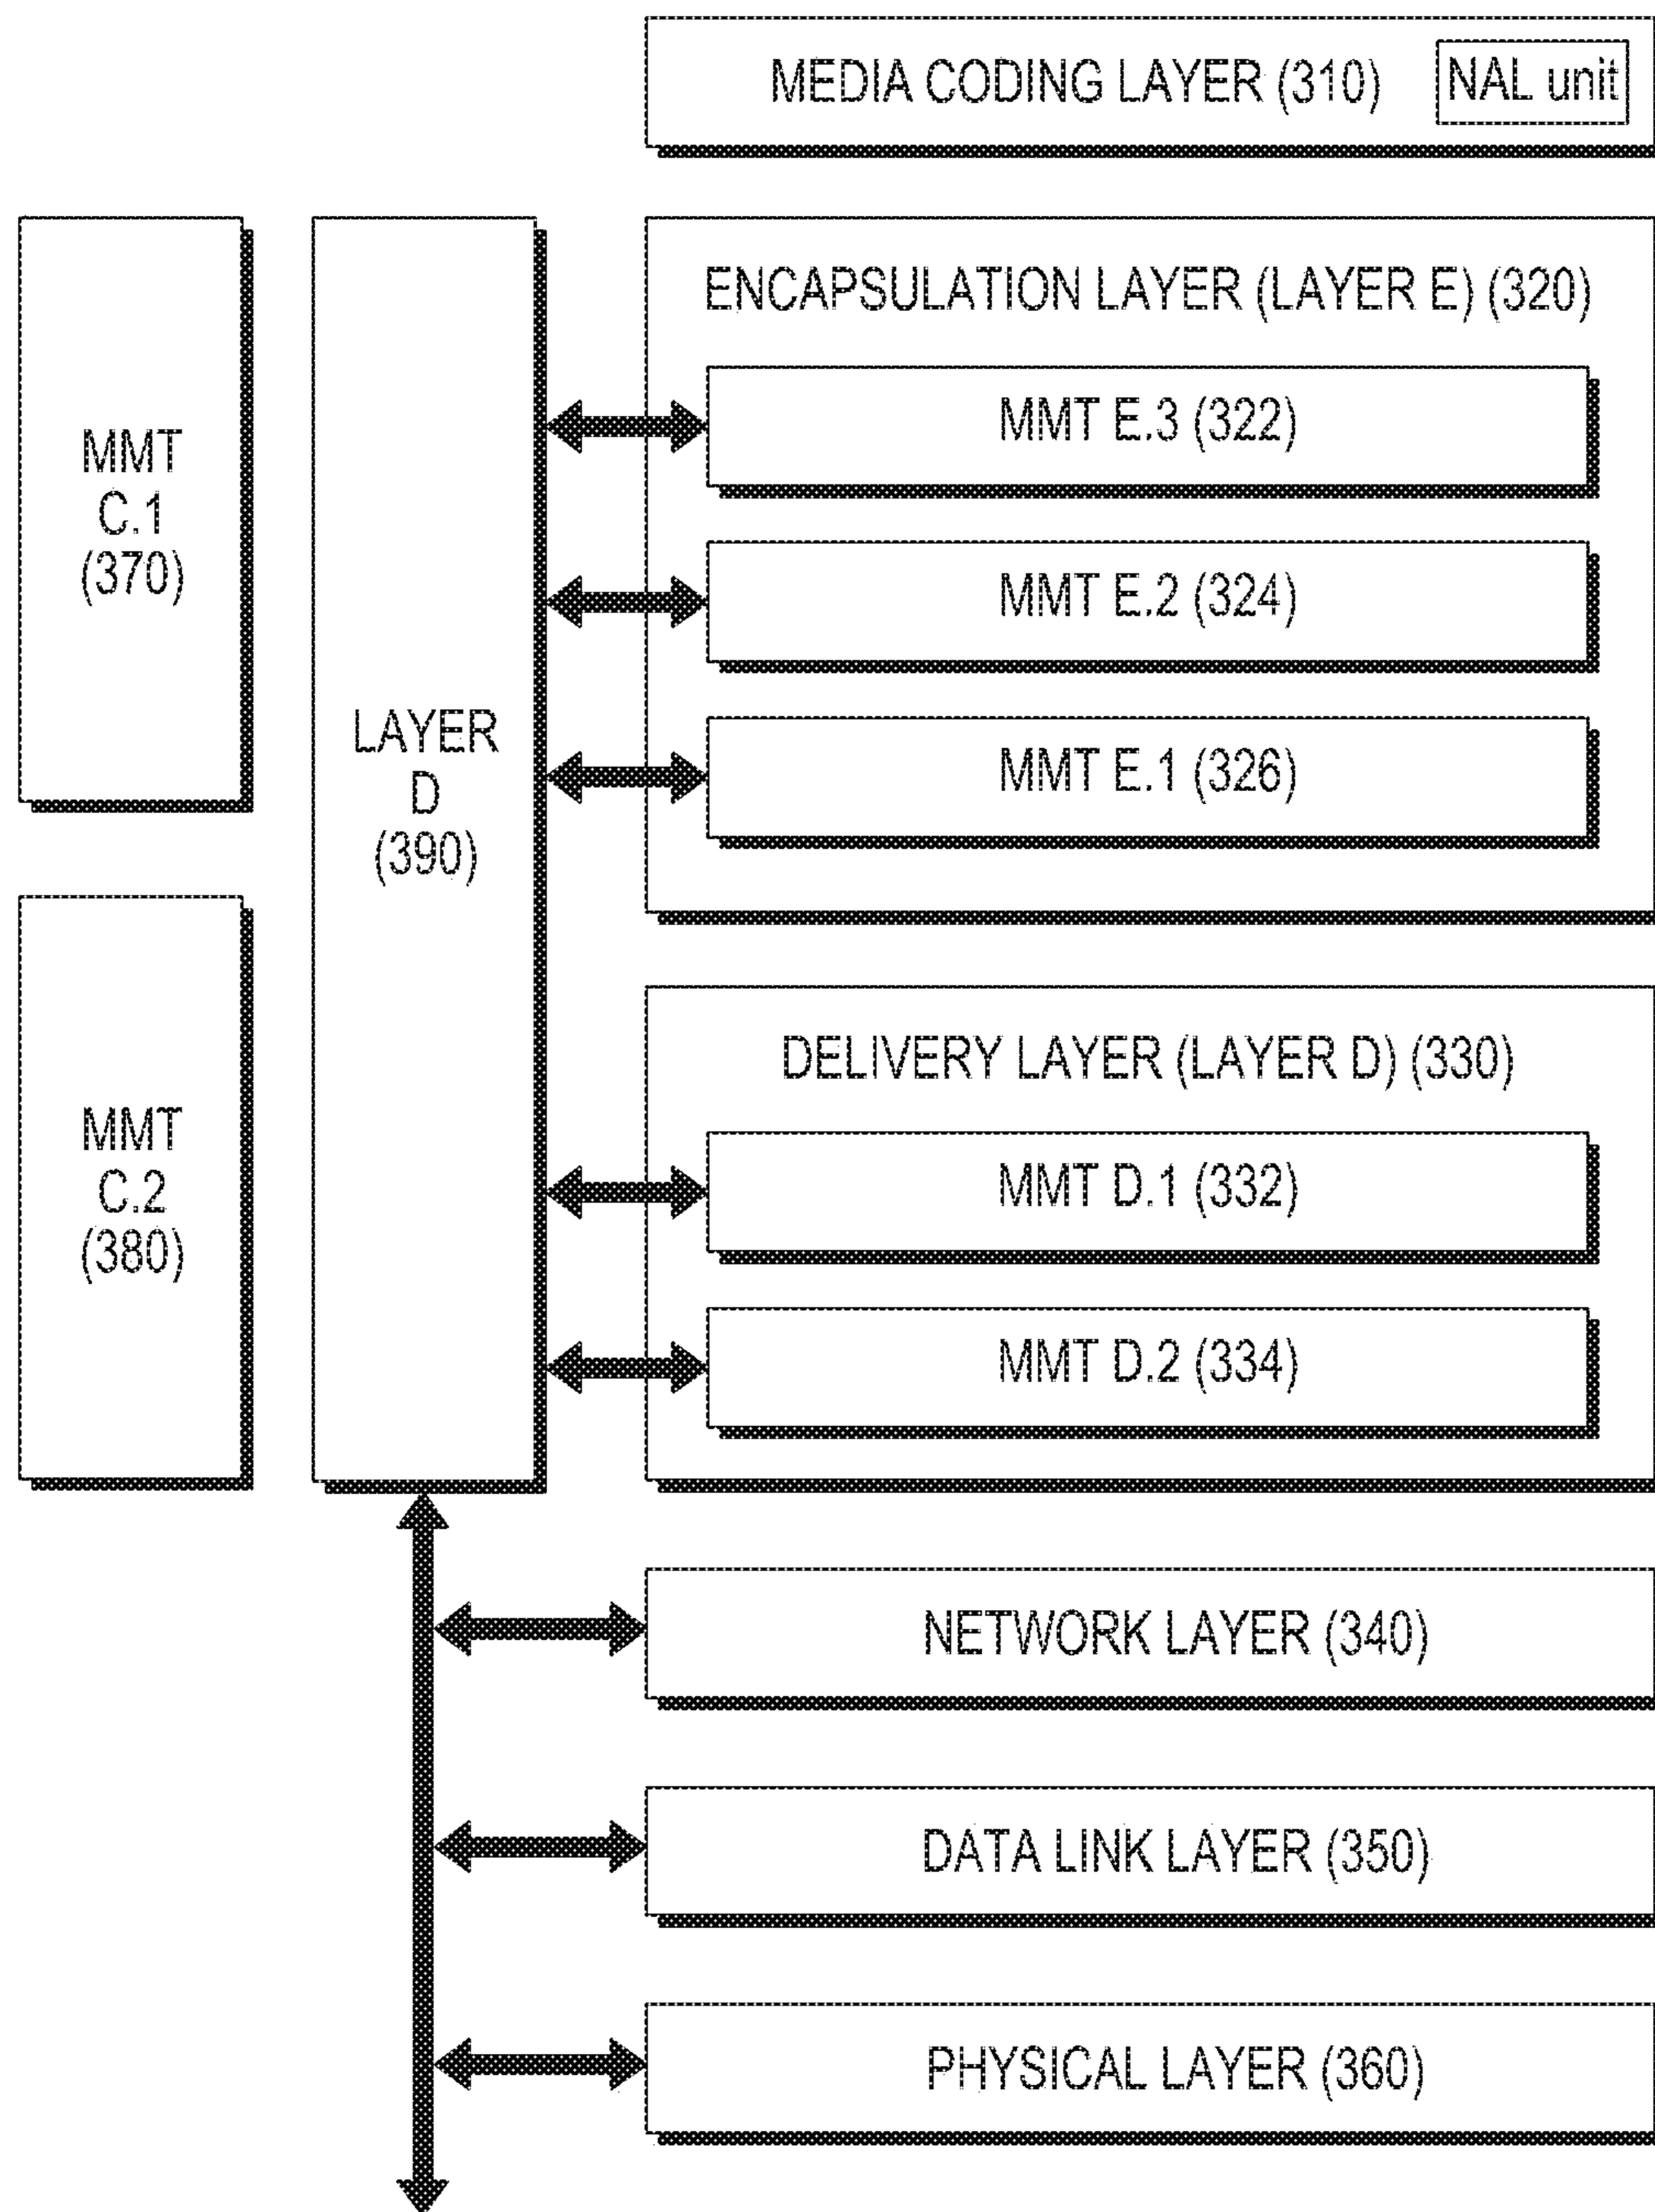 MEDIA CODING LAYER (310)
NAL unit
MMT
C.1
(370)
MMT
C.2
(380)
LAYER
D
(390)
ENCAPSULATION LAYER (LAYER E) (320)
MMT E.3 (322)
MMT E.2 (324)
MMT E.1 (326)
DELIVERY LAYER (LAYER D) (330)
MMT D.1 (332)
MMT D.2 (334)
NETWORK LAYER (340)
DATA LINK LAYER (350)
PHYSICAL LAYER (360)